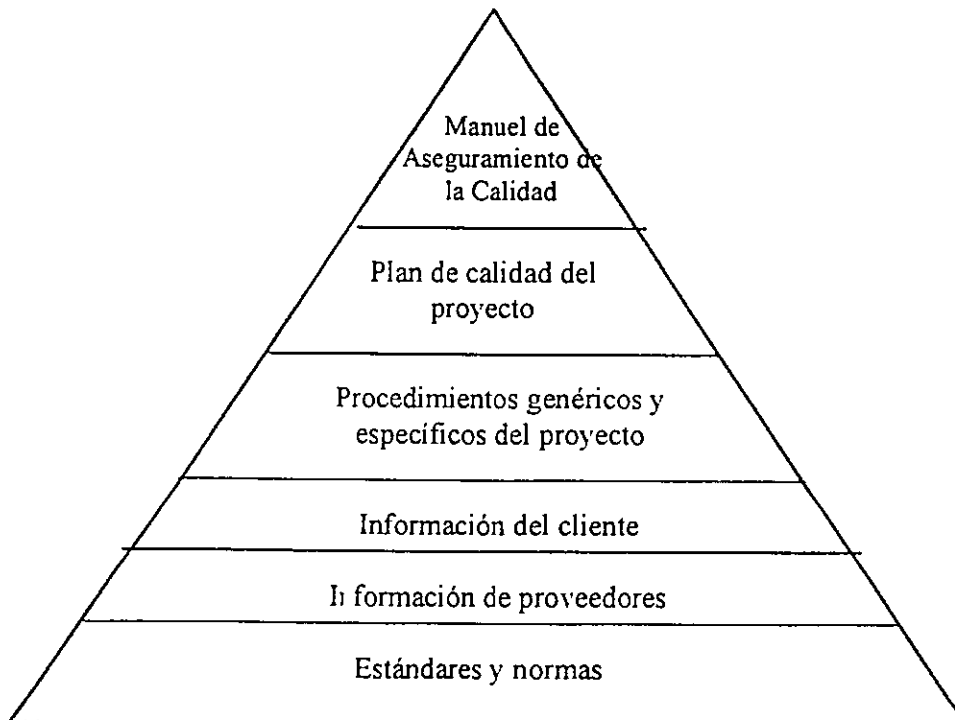 Manuel de
Aseguramiento de
la Calidad
Plan de calidad del
proyecto
Procedimientos genéricos y
específicos del proyecto
Información del cliente
Información de proveedores
Estándares y normas